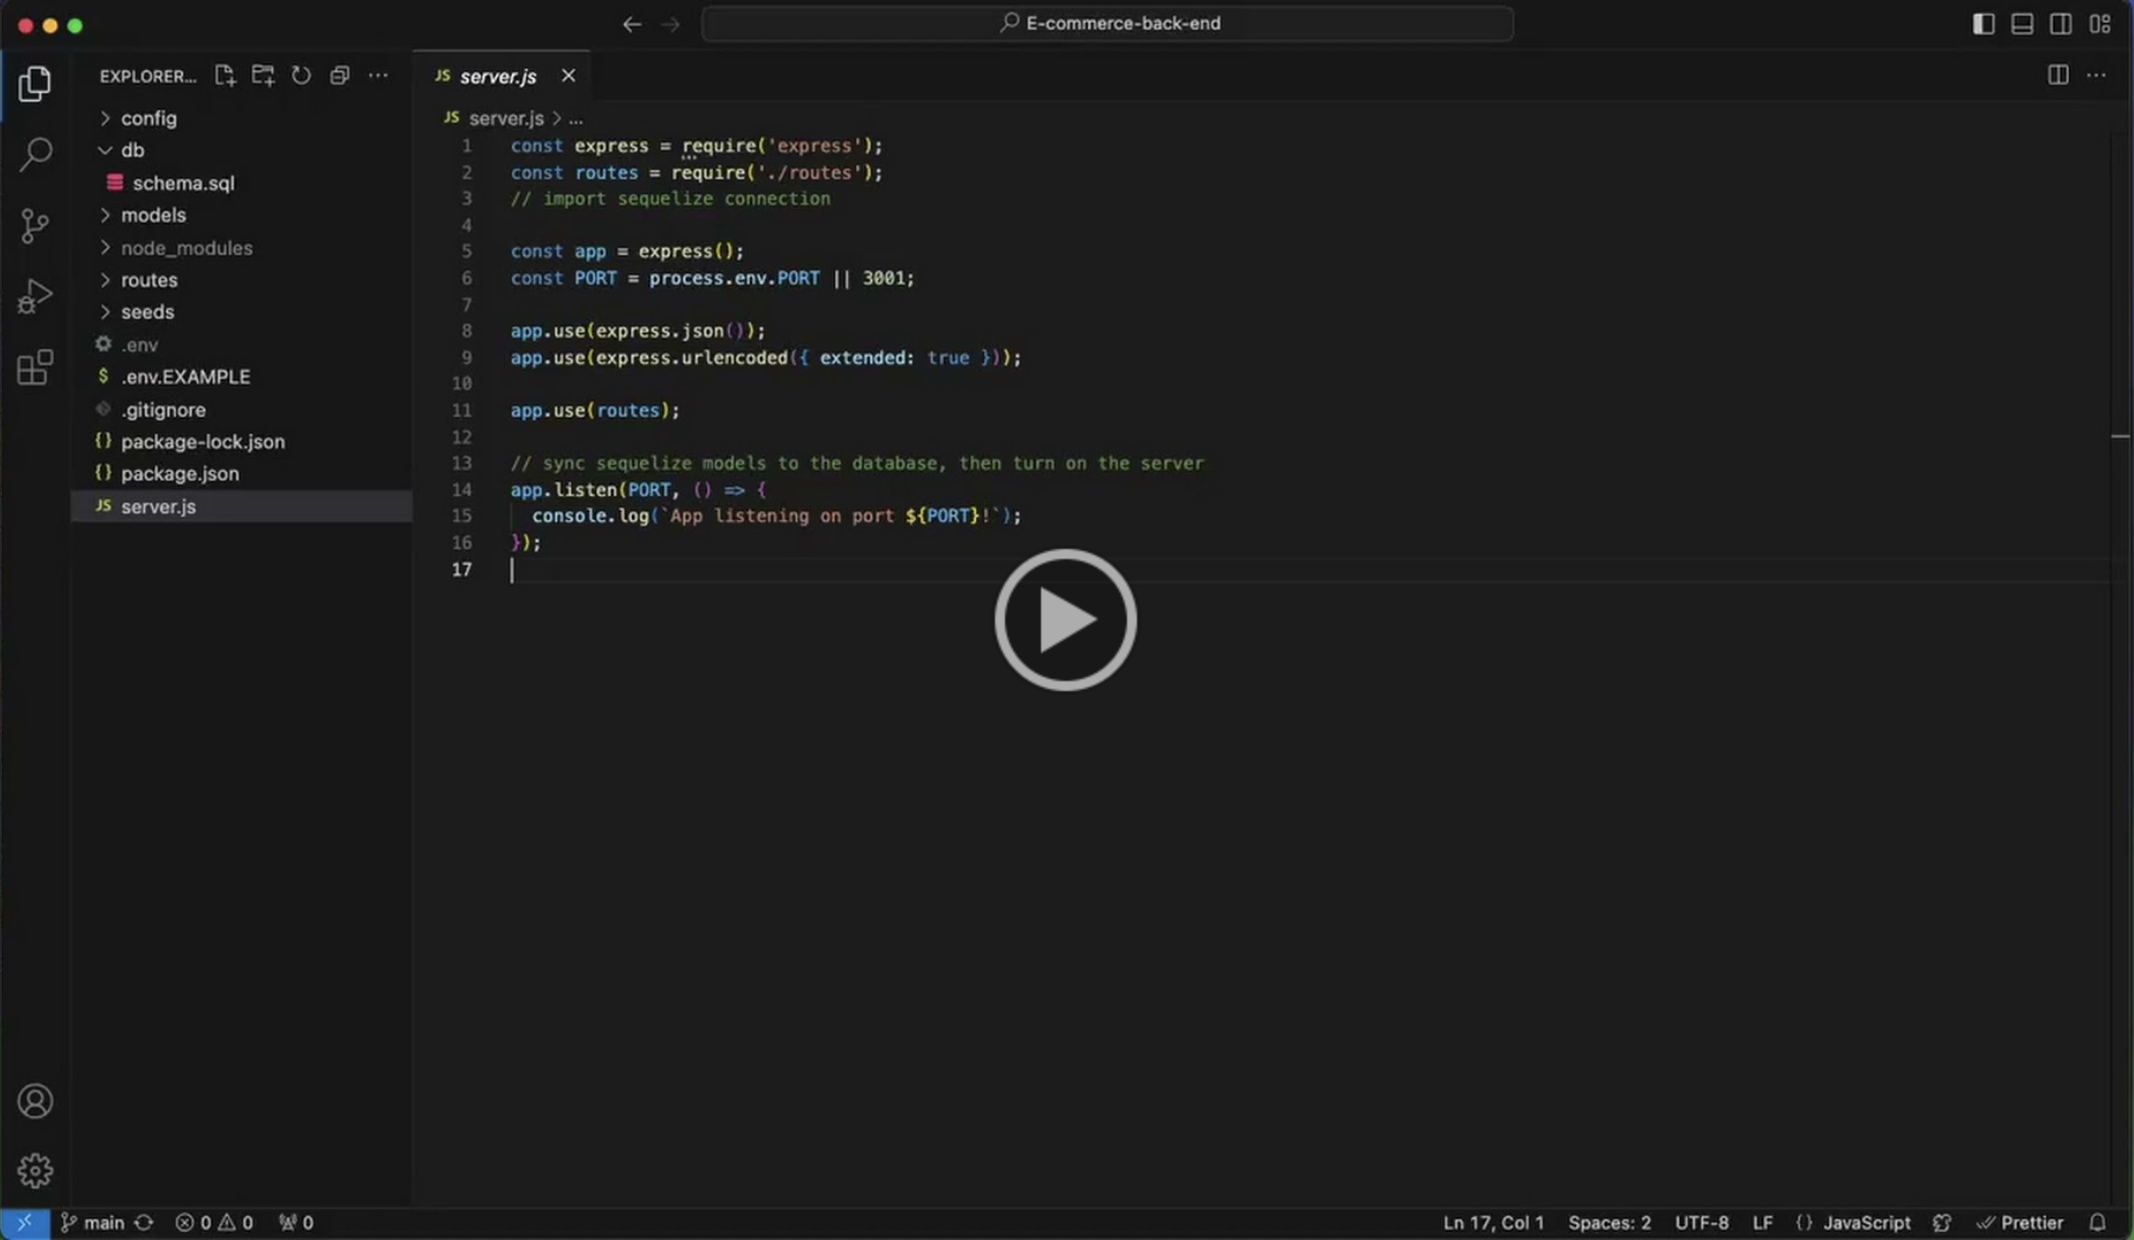 E-commerce-back-end
EXPLORER...
JS server.js
config
db
schema.sql
models
node_modules
routes
seeds
.env
$ .env.EXAMPLE
.gitignore
{} package-lock.json
{} package.json
JS server.js
JS server.js > ...
1 const express = require('express');
2 const routes = require('./routes');
3 // import sequelize connection
4
5 const app = express();
6 const PORT = process.env.PORT || 3001;
7
8 app.use(express.json());
9 app.use(express.urlencoded({ extended: true }));
10
11 app.use(routes);
12
13 // sync sequelize models to the database, then turn on the server
14 app.listen(PORT, () => {
15 console.log(`App listening on port ${PORT}!`);
16 });
17
main 0 0 0 Ln 17, Col 1 Spaces: 2 UTF-8 LF {} JavaScript Prettier